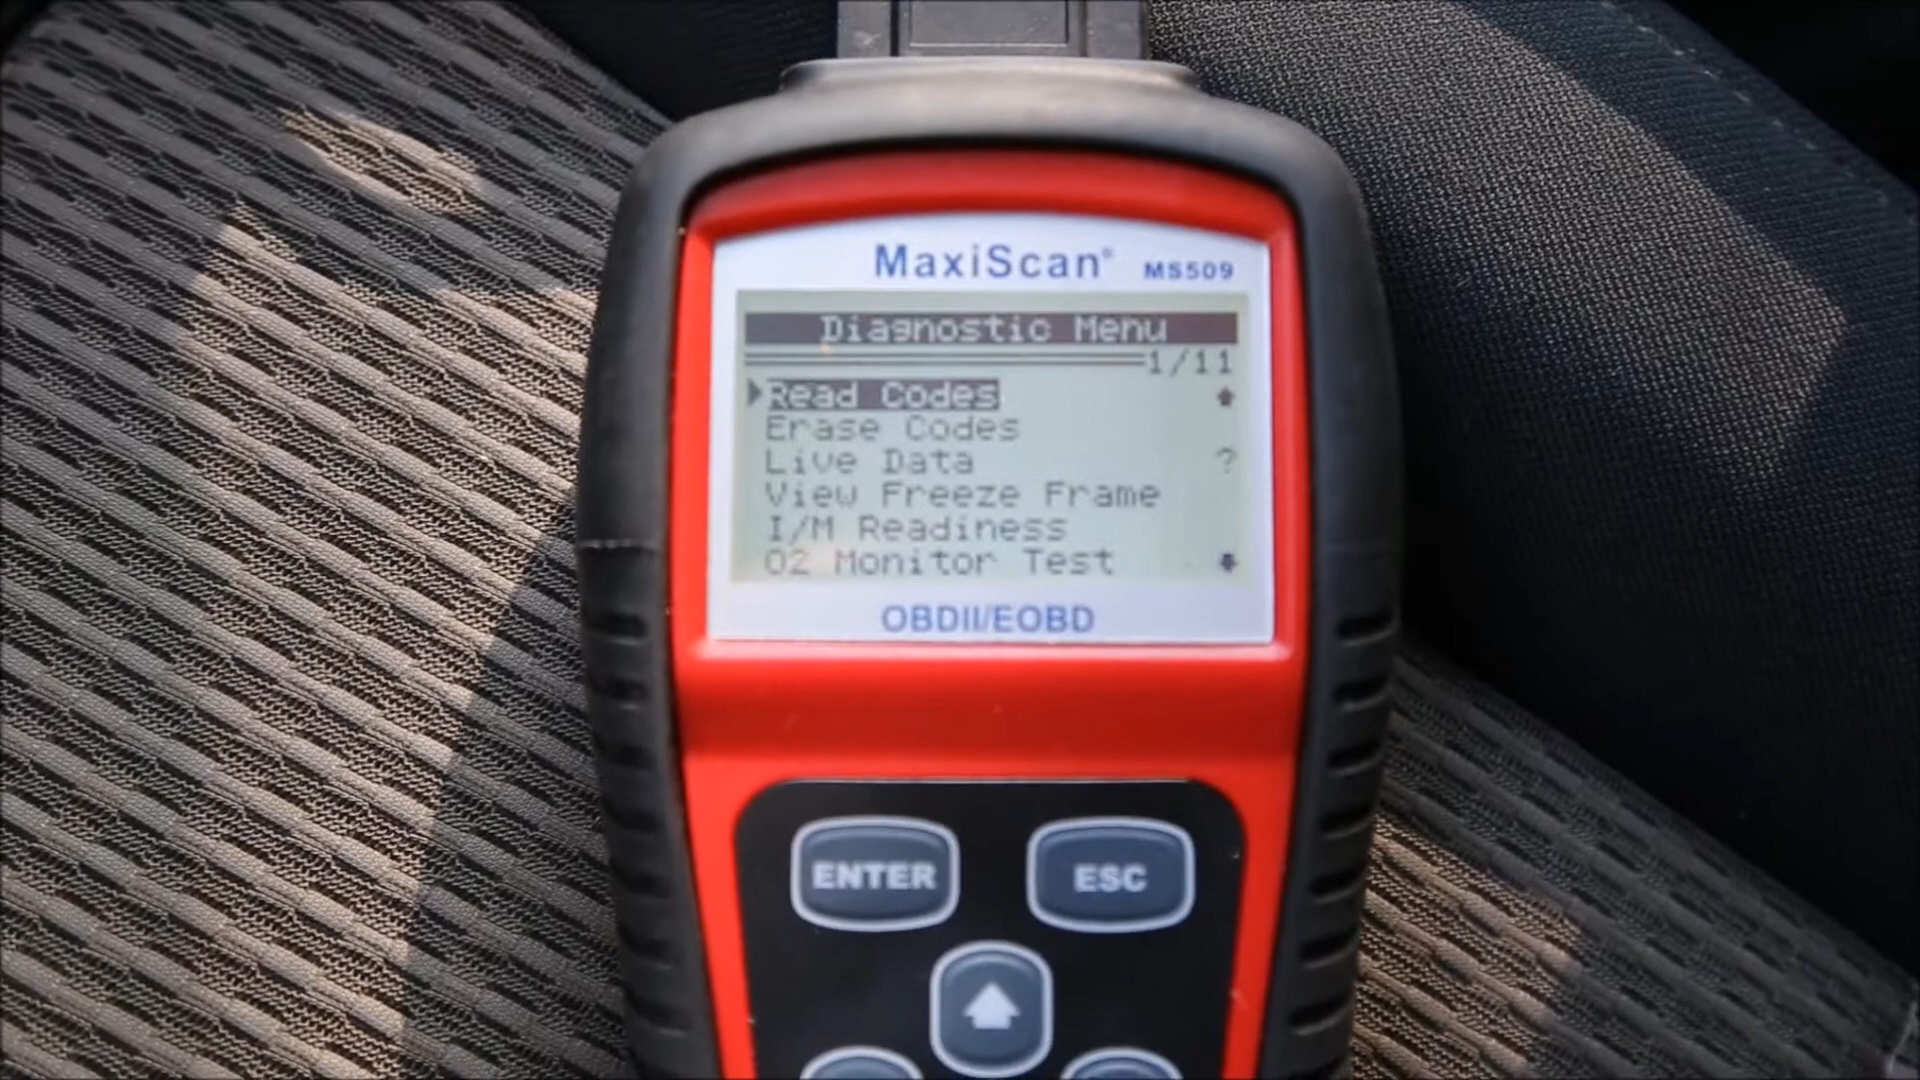 MaxiScan® MS509
Diagnostic Menu
1/11
Read Codes
Erase Codes
Live Data ?
View Freeze Frame
I/M Readiness
O2 Monitor Test
OBDII/EOBD
ENTER ESC